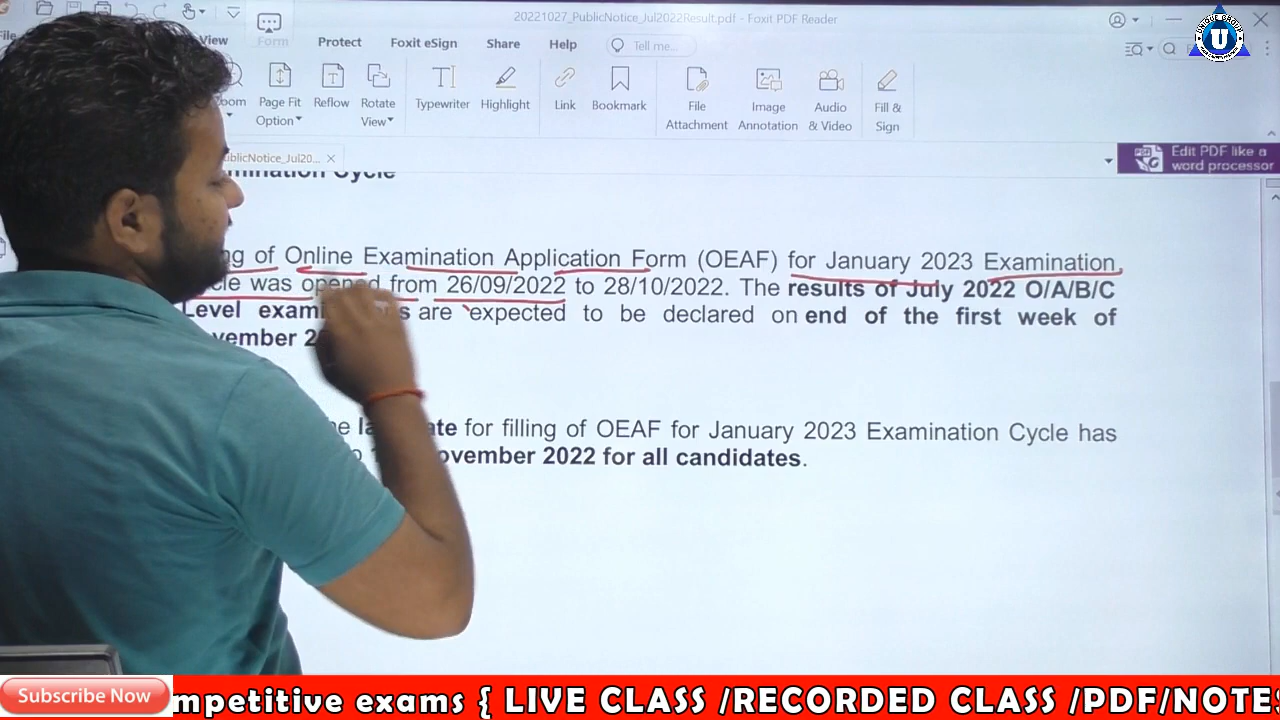 20221027_PublicNotice_Jul2022Result.pdf - Foxit PDF Reader
File View Form Protect Foxit eSign Share Help Tell me...
Zoom Page Fit Option Reflow Rotate View Typewriter Highlight Link Bookmark File Attachment Image Annotation Audio & Video Fill & Sign
UNIQUE GROUP
U
ublicNotice_Jul20...
Edit PDF like a
word processor
mination Cycle
ng of Online Examination Application Form (OEAF) for January 2023 Examination
cle was opened from 26/09/2022 to 28/10/2022. The results of July 2022 O/A/B/C
Level are expected to be declared on end of the first week of
vember
he for filling of OEAF for January 2023 Examination Cycle has
ovember 2022 for all candidates.
Subscribe Now
mpetitive exams { LIVE CLASS /RECORDED CLASS /PDF/NOTES